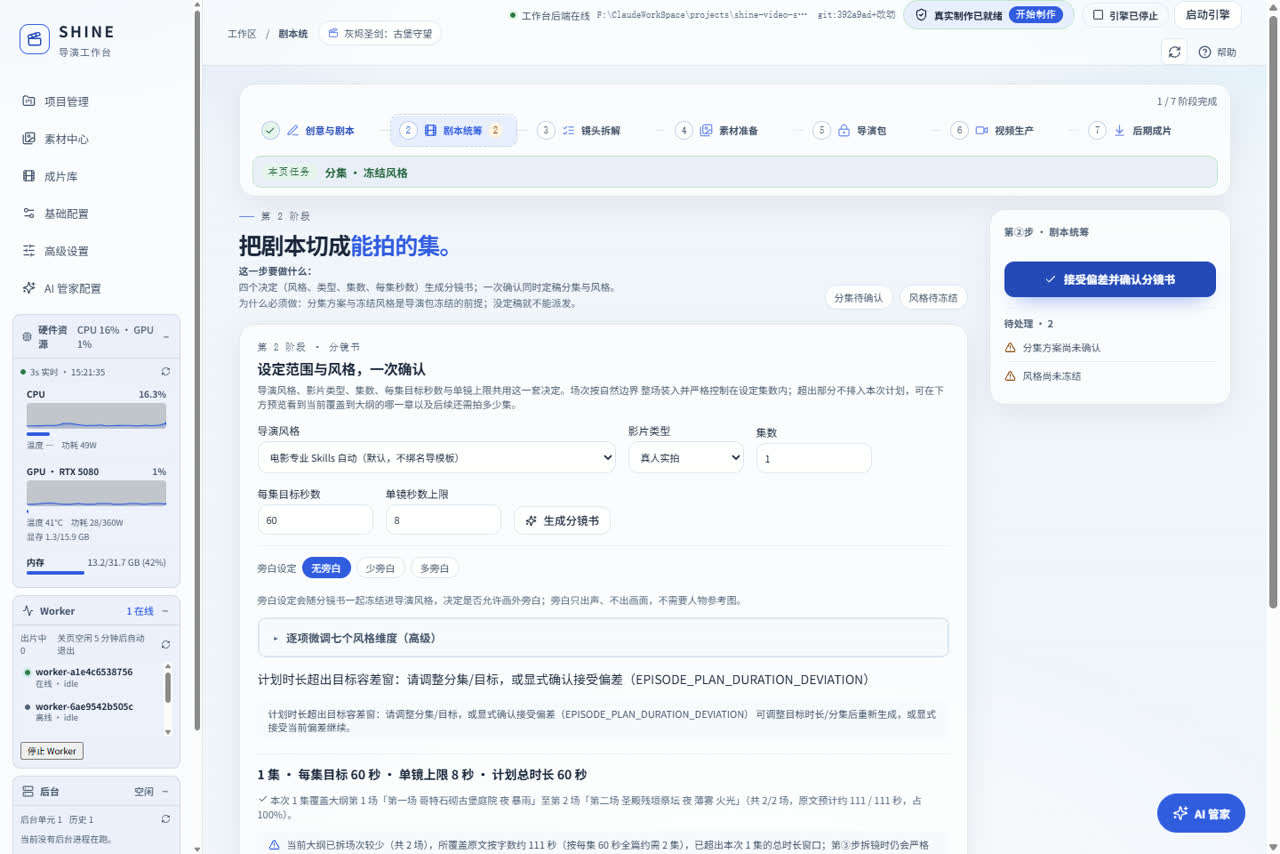 SHINE
导演工作台
项目管理
素材中心
成片库
基础配置
高级设置
AI 管家配置
硬件资源 CPU 16% · GPU 1% −
3s 实时 · 15:21:35
CPU 16.3%
温度 — 功耗 49W
GPU · RTX 5080 1%
温度 41°C 功耗 28/360W
显存 1.3/15.9 GB
内存 13.2/31.7 GB (42%)
Worker 1 在线 −
出片中 0 关页空闲 5 分钟后自动退出
worker-a1e4c6538756
在线 · idle
worker-6ae9542b505c
离线 · idle
停止 Worker
后台 空闲 −
后台单元 1 历史 1
当前没有后台进程在跑。
工作区 / 剧本统 灰烬圣剑：古堡守望
工作台后端在线 F:\ClaudeWorkSpace\projects\shine-video-s··· git:392a9ad+改动
真实制作已就绪 开始制作
引擎已停止
启动引擎
帮助
1 / 7 阶段完成
创意与剧本
2 剧本统筹 2
3 镜头拆解
4 素材准备
5 导演包
6 视频生产
7 后期成片
本页任务 分集 · 冻结风格
第 2 阶段
把剧本切成能拍的集。
这一步要做什么：
四个决定（风格、类型、集数、每集秒数）生成分镜书；一次确认同时定稿分集与风格。
为什么必须做：分集方案与冻结风格是导演包冻结的前提；没定稿就不能派发。
分集待确认 风格待冻结
第 2 阶段 · 分镜书
设定范围与风格，一次确认
导演风格、影片类型、集数、每集目标秒数与单镜上限共用这一套决定。场次按自然边界 整场装入并严格控制在设定集数内；超出部分不排入本次计划，可在下
方预览看到当前覆盖到大纲的哪一章以及后续还需拍多少集。
导演风格 影片类型 集数
电影专业 Skills 自动（默认，不绑名导模板） 真人实拍 1
每集目标秒数 单镜秒数上限
60 8 生成分镜书
旁白设定 无旁白 少旁白 多旁白
旁白设定会随分镜书一起冻结进导演风格，决定是否允许画外旁白；旁白只出声、不出画面，不需要人物参考图。
逐项微调七个风格维度（高级）
计划时长超出目标容差窗：请调整分集/目标，或显式确认接受偏差（EPISODE_PLAN_DURATION_DEVIATION）
计划时长超出目标容差窗：请调整分集/目标，或显式确认接受偏差（EPISODE_PLAN_DURATION_DEVIATION） 可调整目标时长/分集后重新生成，或显式
接受当前偏差继续。
1 集 · 每集目标 60 秒 · 单镜上限 8 秒 · 计划总时长 60 秒
✓ 本次 1 集覆盖大纲第 1 场「第一场 哥特石砌古堡庭院 夜 暴雨」至第 2 场「第二场 圣殿残垣祭坛 夜 薄雾 火光」（共 2/2 场，原文预计约 111 / 111 秒，占
100%）。
当前大纲已拆场次较少（共 2 场），所覆盖原文按字数约 111 秒（按每集 60 秒全篇约需 2 集），已超出本次 1 集的总时长窗口；第③步拆镜时仍会严格
第②步 · 剧本统筹
接受偏差并确认分镜书
待处理 · 2
分集方案尚未确认
风格尚未冻结
AI 管家